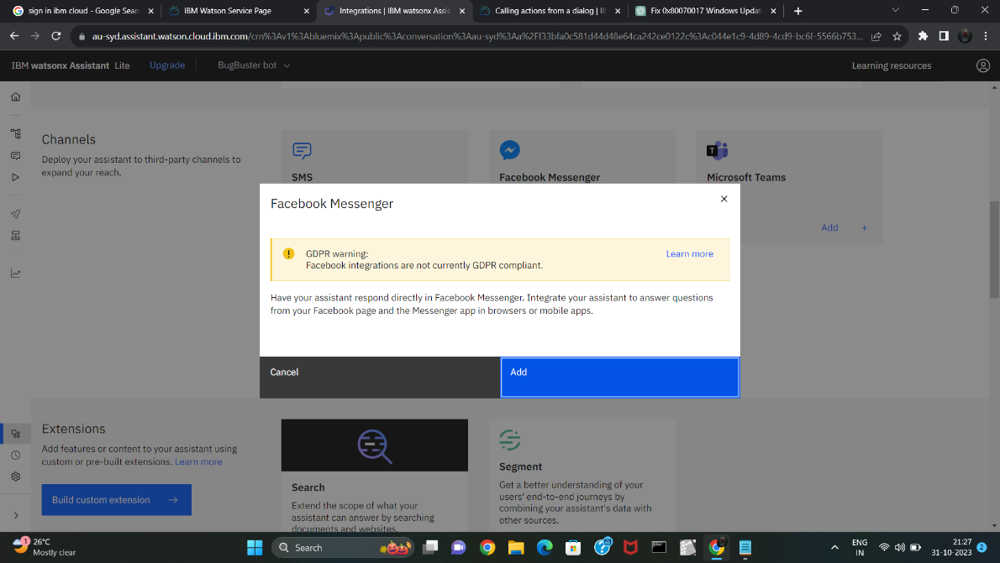 sign in ibm cloud - Google Sear
IBM Watson Service Page
Integrations | IBM watsonx Assis
Calling actions from a dialog | IB
Fix 0x80070017 Windows Updat
au-syd.assistant.watson.cloud.ibm.com/crn%3Av1%3Abluemix%3Apublic%3Aconversation%3Aau-syd%3Aa%2Ff33bfa0c581d44d48e64ca242ce0122c%3Ac044e1c9-4d89-4cd9-bc6f-5566b753...
IBM watsonx Assistant Lite
Upgrade
BugBuster bot
Learning resources
Channels
Deploy your assistant to third-party channels to
expand your reach.
SMS
Facebook Messenger
Microsoft Teams
Add +
Facebook Messenger
GDPR warning:
Facebook integrations are not currently GDPR compliant.
Learn more
Have your assistant respond directly in Facebook Messenger. Integrate your assistant to answer questions
from your Facebook page and the Messenger app in browsers or mobile apps.
Cancel
Add
Extensions
Add features or content to your assistant using
custom or pre-built extensions. Learn more
Build custom extension
Search
Extend the scope of what your
assistant can answer by searching
documents and websites.
Segment
Get a better understanding of your
users' end-to-end journeys by
combining your assistant's data with
other sources.
1
26°C
Mostly clear
Search
ENG
IN
21:27
31-10-2023
2